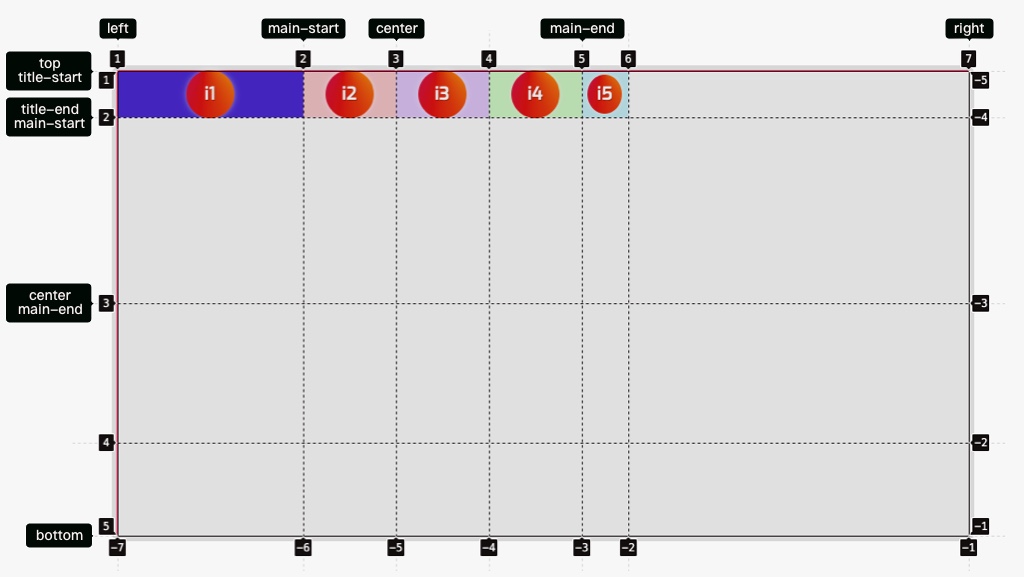 left
main-start
center
main-end
right
1
2
3
4
5
6
7
top
title-start
1
i1
i2
i3
i4
i5
-5
title-end
main-start
2
-4
center
main-end
3
-3
4
-2
5
-1
bottom
-7
-6
-5
-4
-3
-2
-1